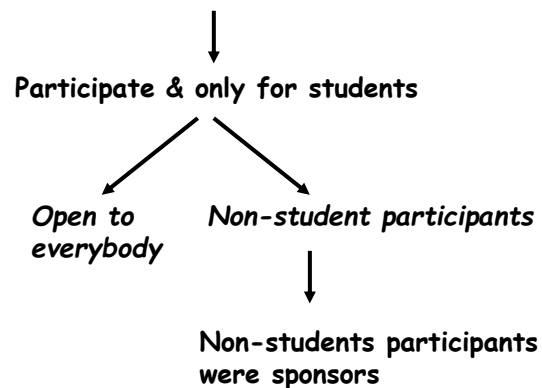 Participate & only for students
Open to
everybody
Non-student participants
Non-students participants
were sponsors